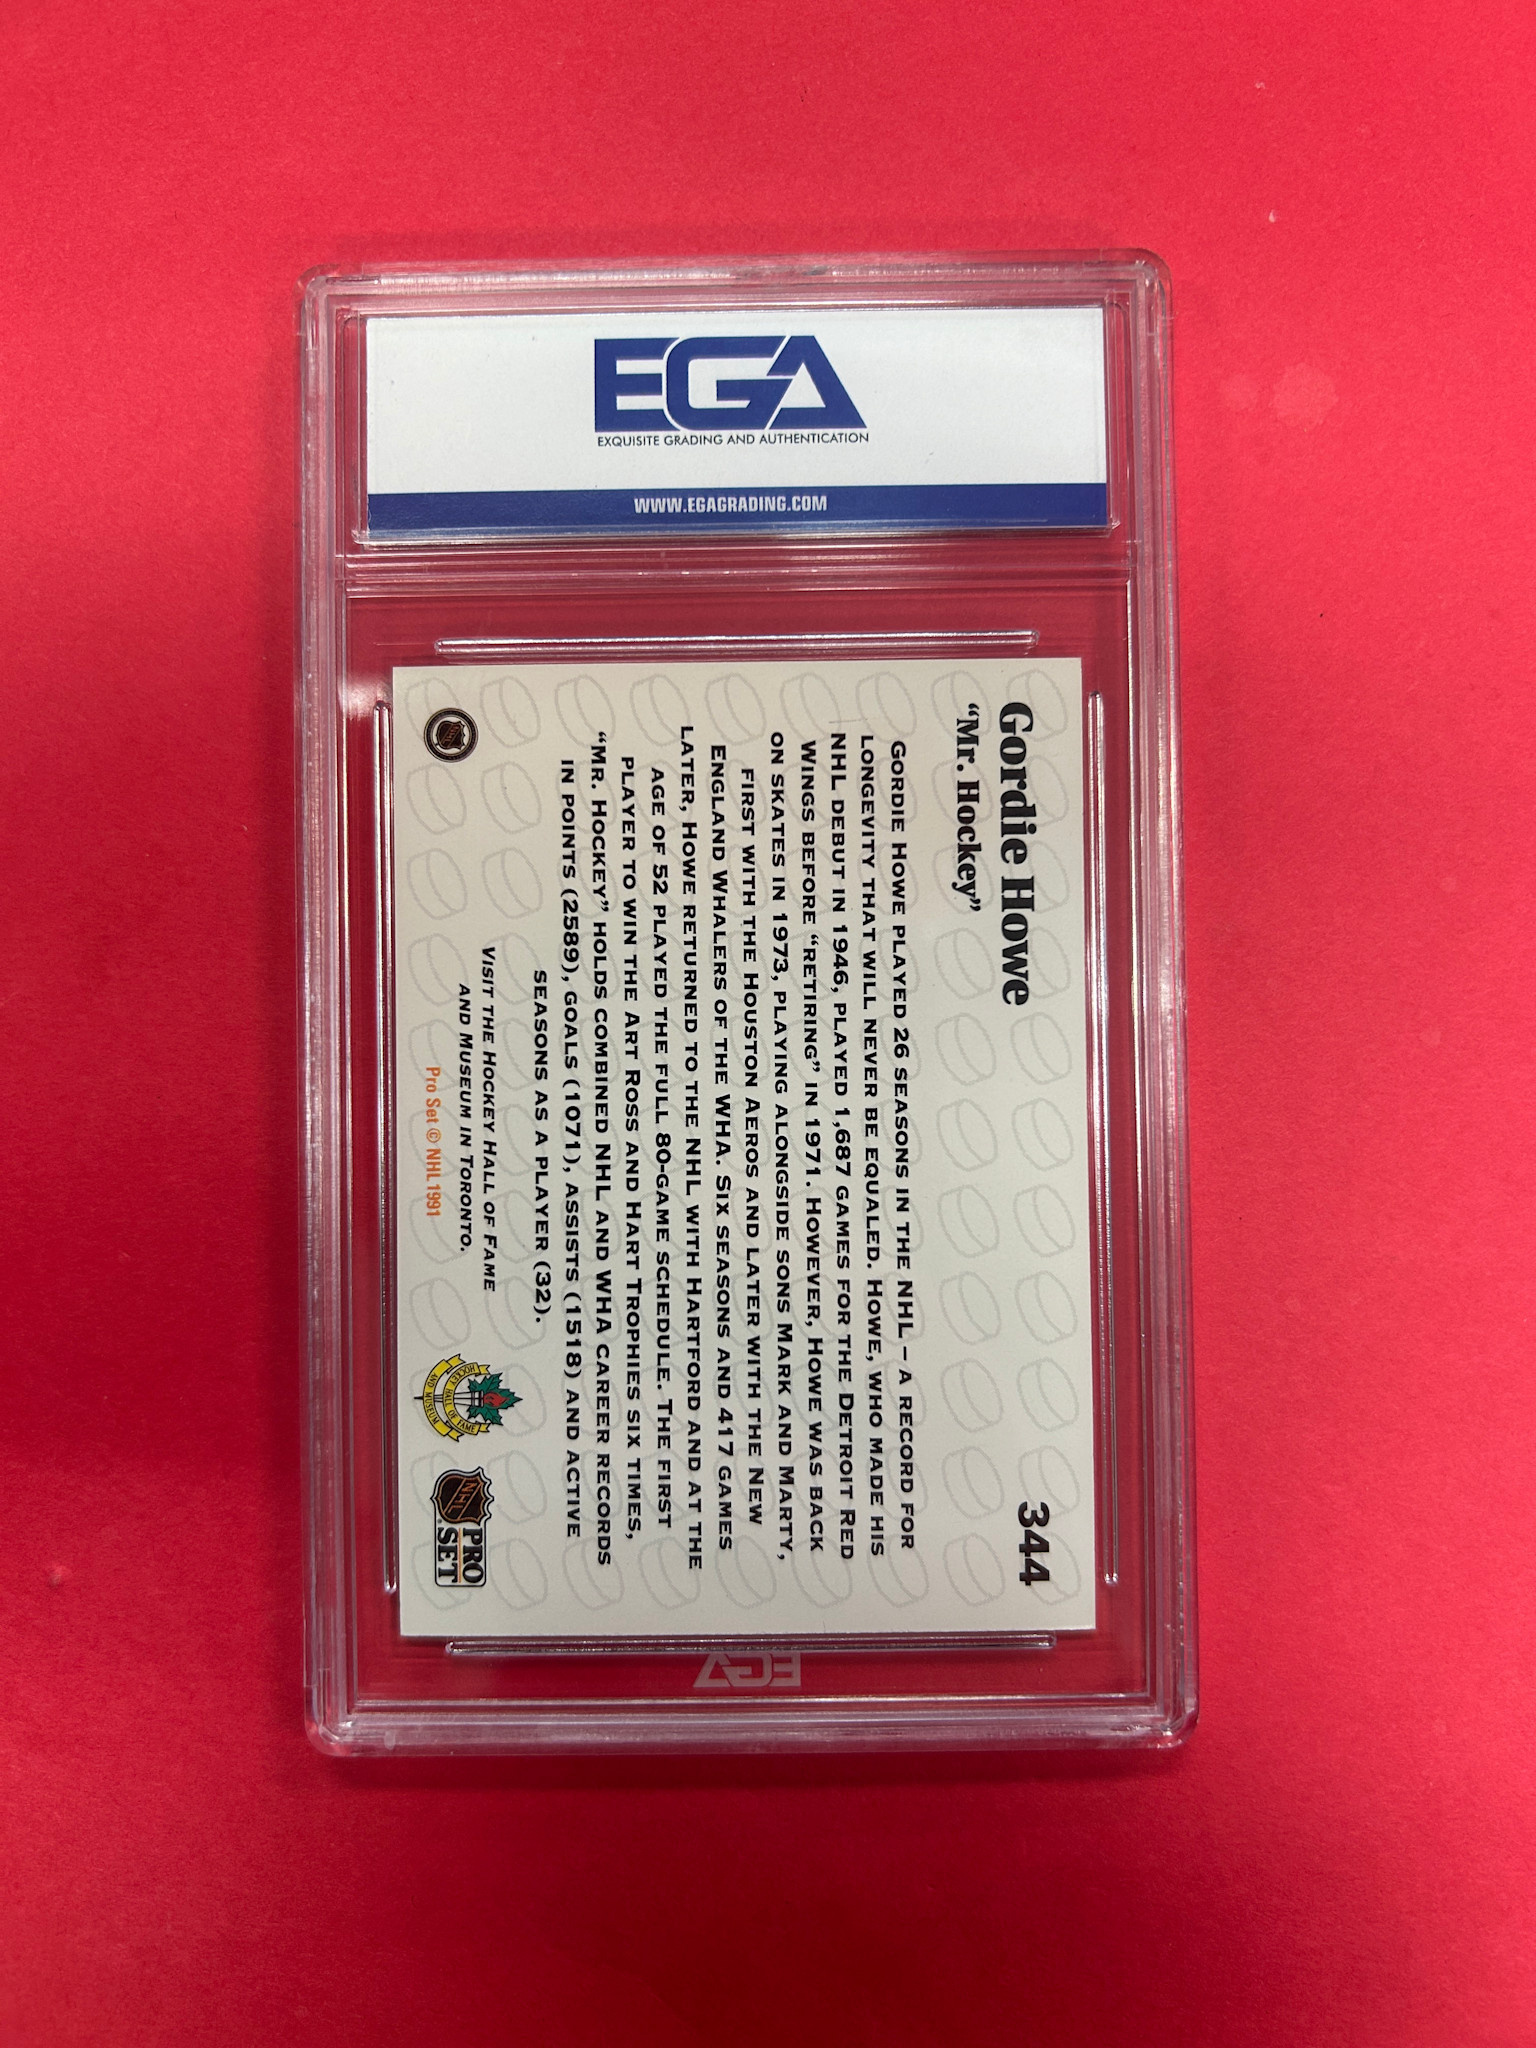 EGA
EXQUISITE GRADING AND AUTHENTICATION
WWW.EGAGRADING.COM
Gordie Howe
344
“Mr. Hockey”
GORDIE HOWE PLAYED 26 SEASONS IN THE NHL – A RECORD FOR
LONGEVITY THAT WILL NEVER BE EQUALED. HOWE, WHO MADE HIS
NHL DEBUT IN 1946, PLAYED 1,687 GAMES FOR THE DETROIT RED
WINGS BEFORE “RETIRING” IN 1971. HOWEVER, HOWE WAS BACK
ON SKATES IN 1973, PLAYING ALONGSIDE SONS MARK AND MARTY,
FIRST WITH THE HOUSTON AEROS AND LATER WITH THE NEW
ENGLAND WHALERS OF THE WHA. SIX SEASONS AND 417 GAMES
LATER, HOWE RETURNED TO THE NHL WITH HARTFORD AND AT THE
AGE OF 52 PLAYED THE FULL 80-GAME SCHEDULE. THE FIRST
PLAYER TO WIN THE ART ROSS AND HART TROPHIES SIX TIMES,
“MR. HOCKEY” HOLDS COMBINED NHL AND WHA CAREER RECORDS
IN POINTS (2589), GOALS (1071), ASSISTS (1518) AND ACTIVE
SEASONS AS A PLAYER (32).
VISIT THE HOCKEY HALL OF FAME
AND MUSEUM IN TORONTO.
Pro Set © NHL 1991
HOCKEY HALL OF FAME
AND MUSEUM
NHL
PRO
SET
EGA